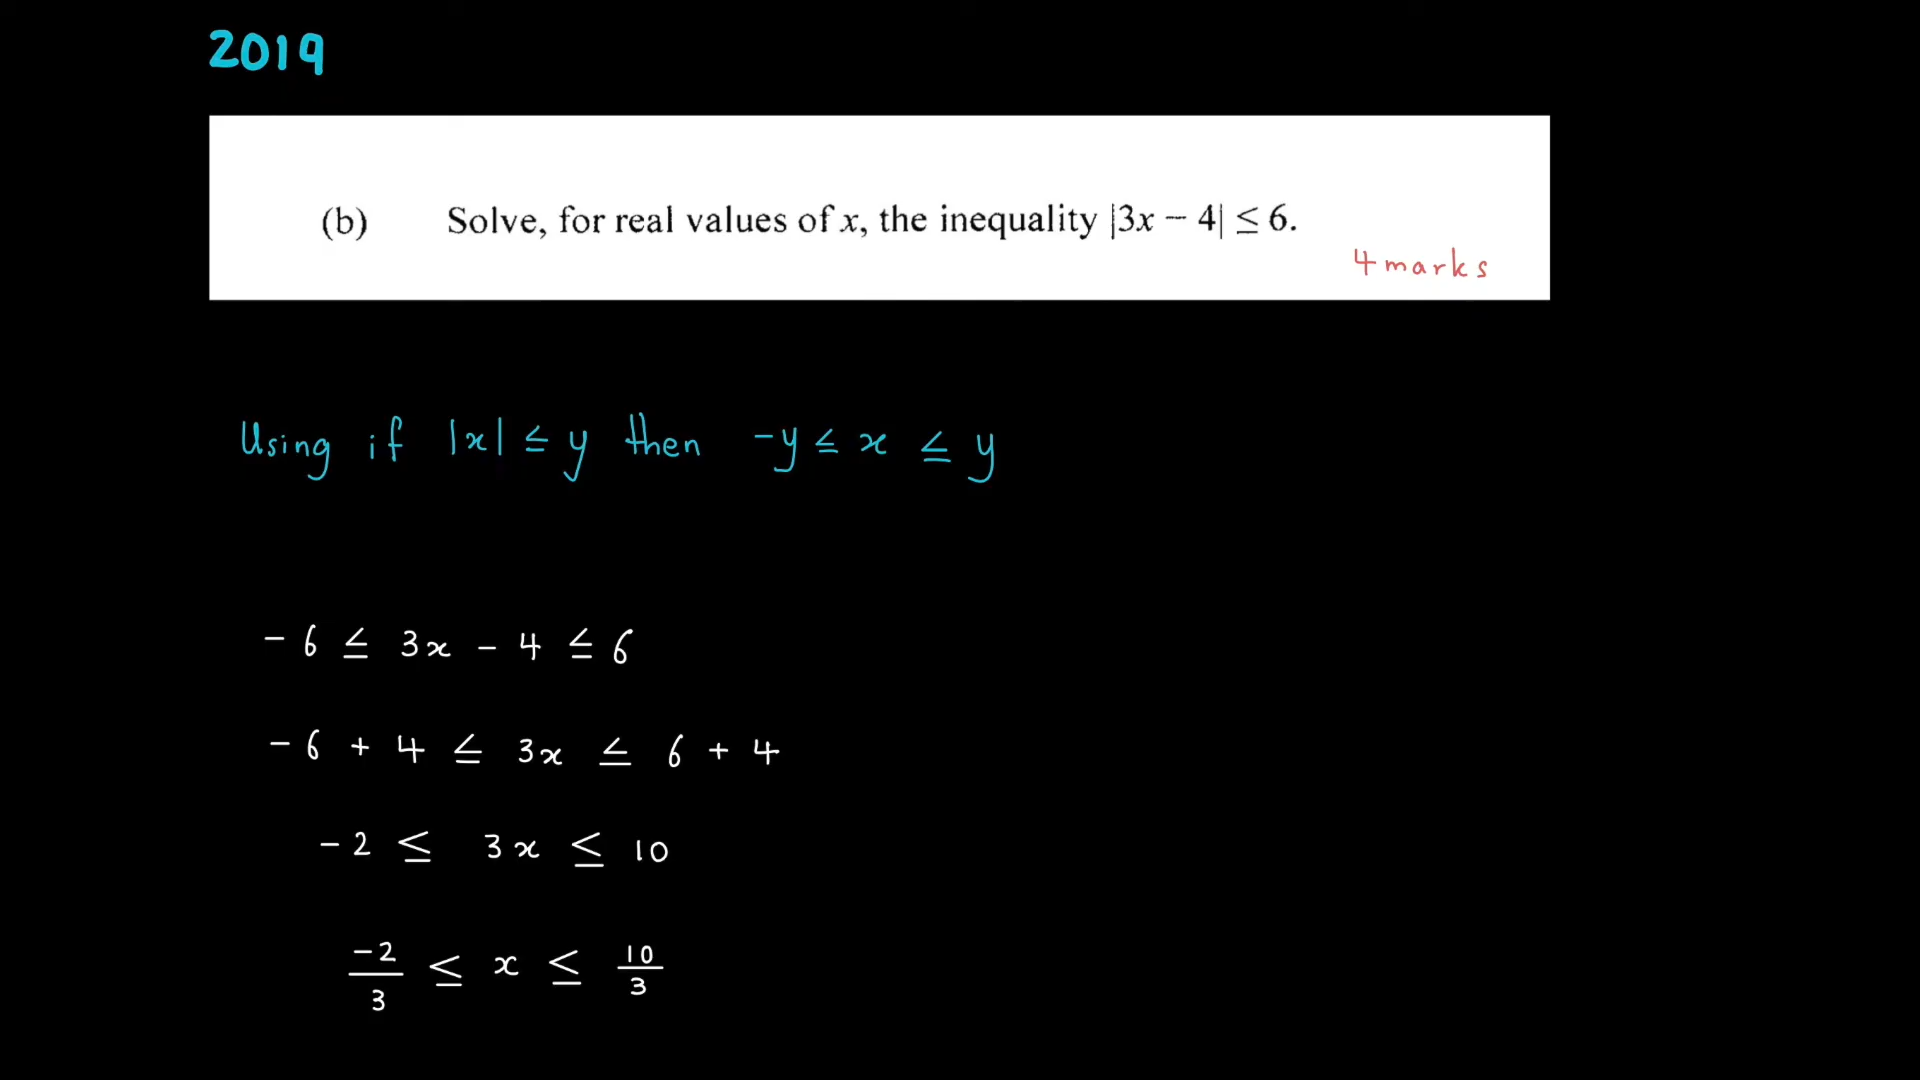 2019
(b) Solve, for real values of x, the inequality |3x − 4| ≤ 6.
4 marks
Using if |x| ≤ y then -y ≤ x ≤ y
-6 ≤ 3x - 4 ≤ 6
-6 + 4 ≤ 3x ≤ 6 + 4
-2 ≤ 3x ≤ 10
-2/3 ≤ x ≤ 10/3